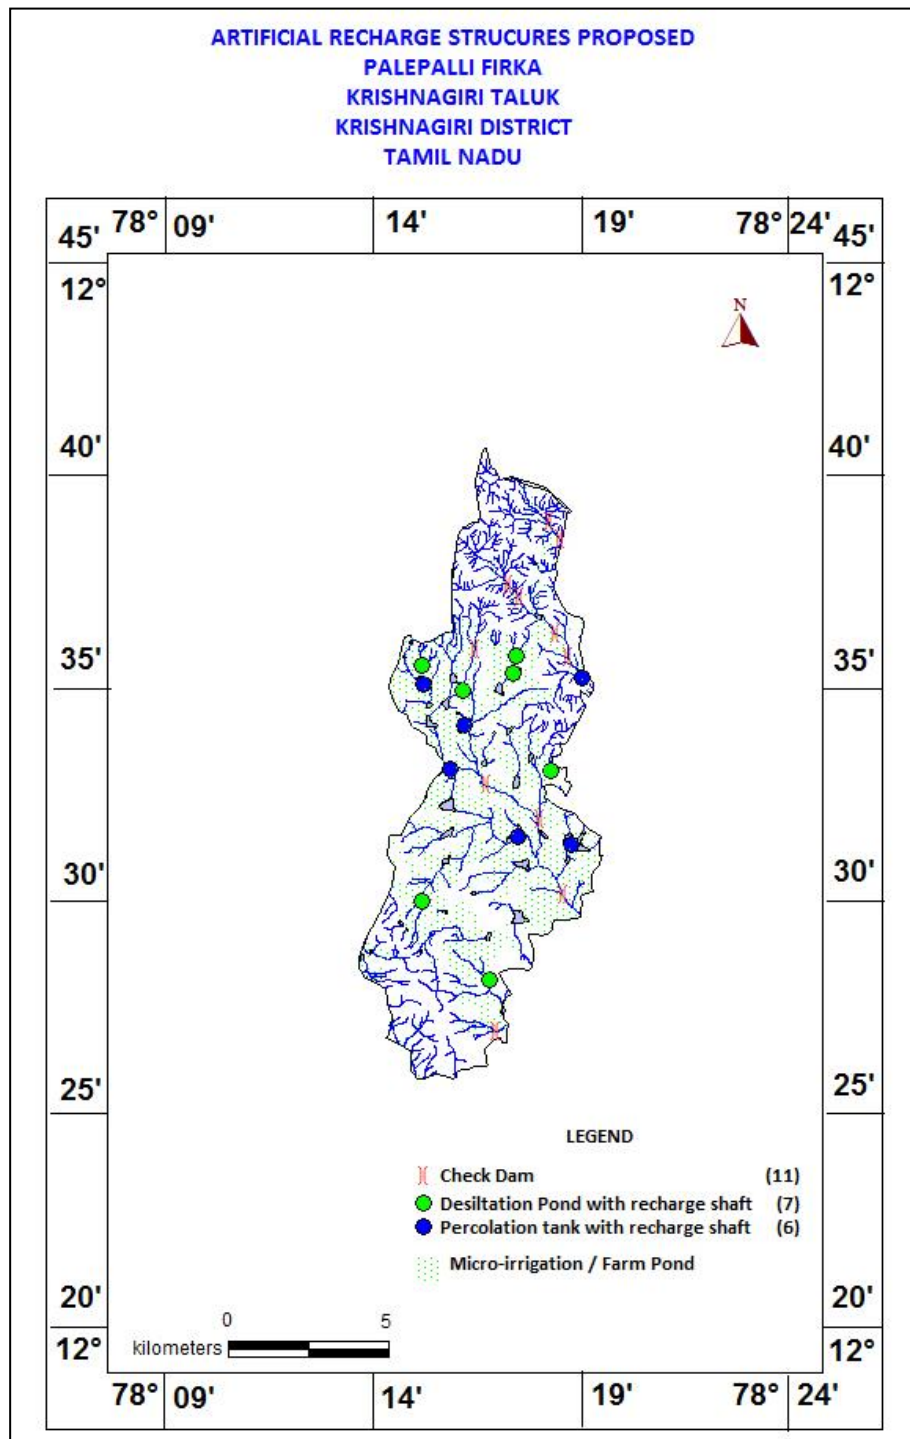 ARTIFICIAL RECHARGE STRUCURES PROPOSED
PALEPALLI FIRKA
KRISHNAGIRI TALUK
KRISHNAGIRI DISTRICT
TAMIL NADU
78° 09' 14' 19' 78° 24'
45' 45'
12° 12°
N
40' 40'
35' 35'
30' 30'
25' 25'
LEGEND
Check Dam (11)
Desiltation Pond with recharge shaft (7)
Percolation tank with recharge shaft (6)
Micro-irrigation / Farm Pond
20' 20'
0 5
kilometers
12° 12°
78° 09' 14' 19' 78° 24'